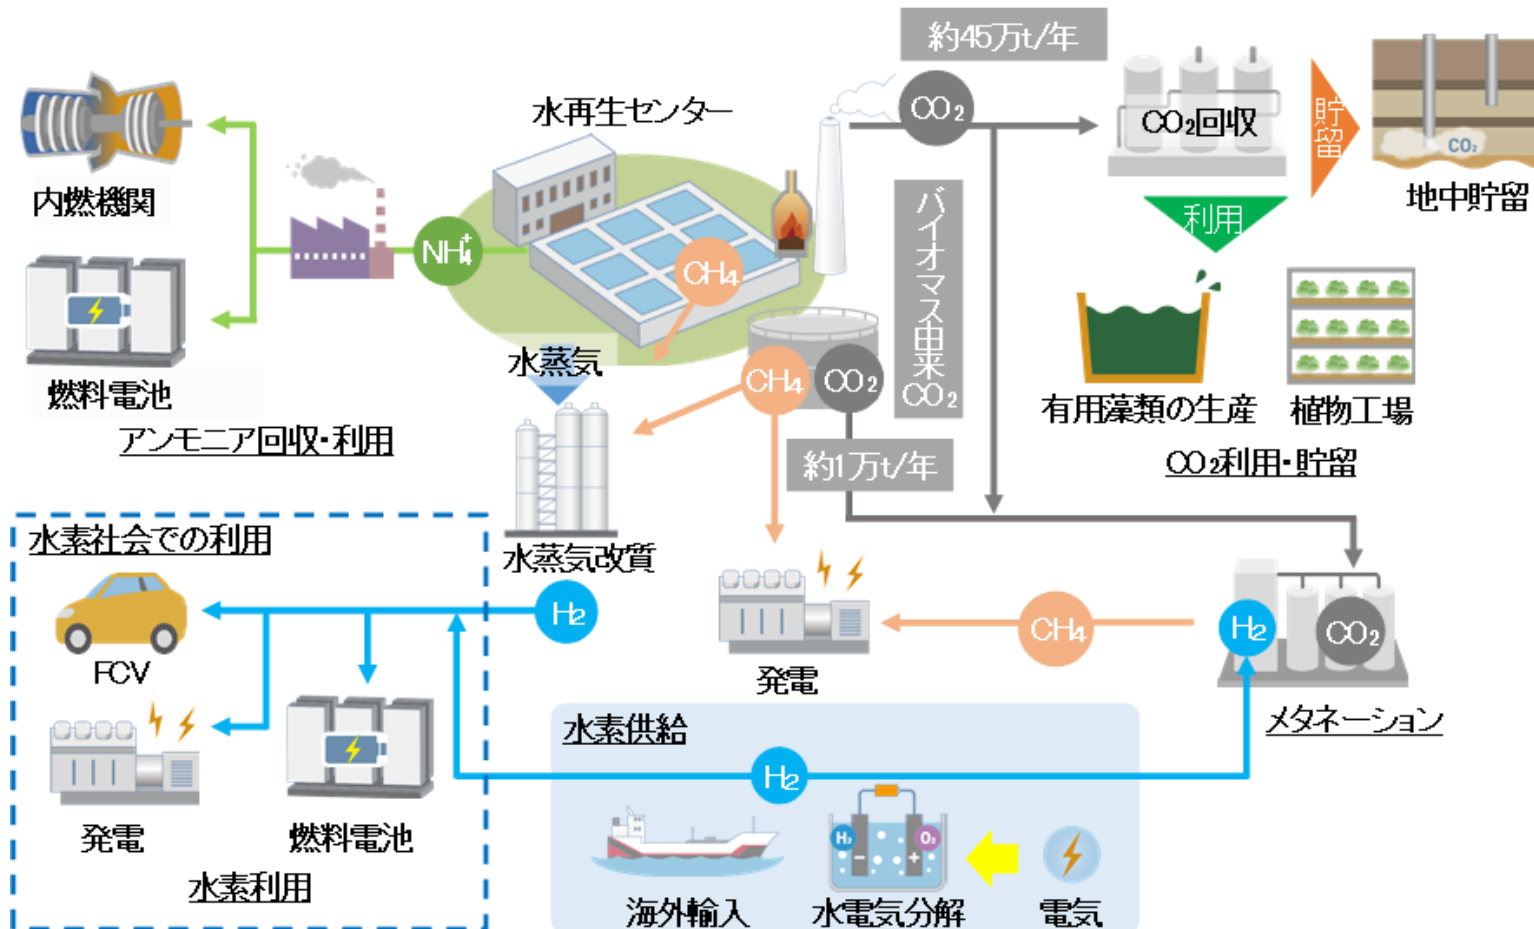 約45万t/年
水再生センター
CO₂
CO₂回収
貯留
CO₂
地中貯留
内燃機関
NH₄⁺
CH₄
バイオマス由来CO₂
利用
燃料電池
アンモニア回収・利用
水蒸気
CH₄
CO₂
有用藻類の生産
植物工場
CO₂利用・貯留
約1万t/年
水蒸気改質
水素社会での利用
H₂
FCV
発電
CH₄
H₂
CO₂
メタネーション
発電
燃料電池
水素利用
水素供給
H₂
H₂
O₂
－
＋
海外輸入
水電気分解
電気